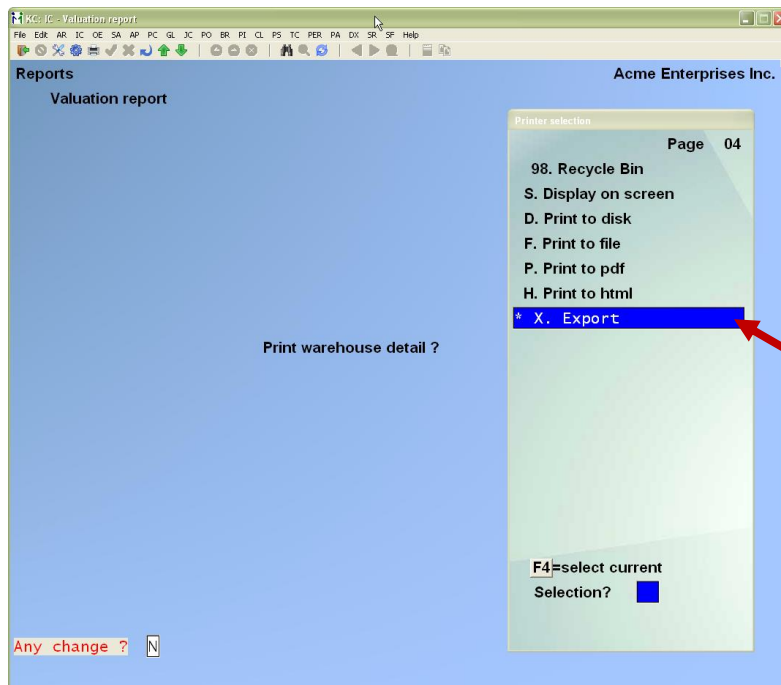 KC: IC - Valuation report
File Edit AR IC OE SA AP PC GL JC PO BR PI CL PS TC PER PA DX SR SF Help
Reports
Acme Enterprises Inc.
Valuation report
Printer selection
Page 04
98. Recycle Bin
S. Display on screen
D. Print to disk
F. Print to file
P. Print to pdf
H. Print to html
* X. Export
Print warehouse detail ?
F4=select current
Selection?
Any change ? N